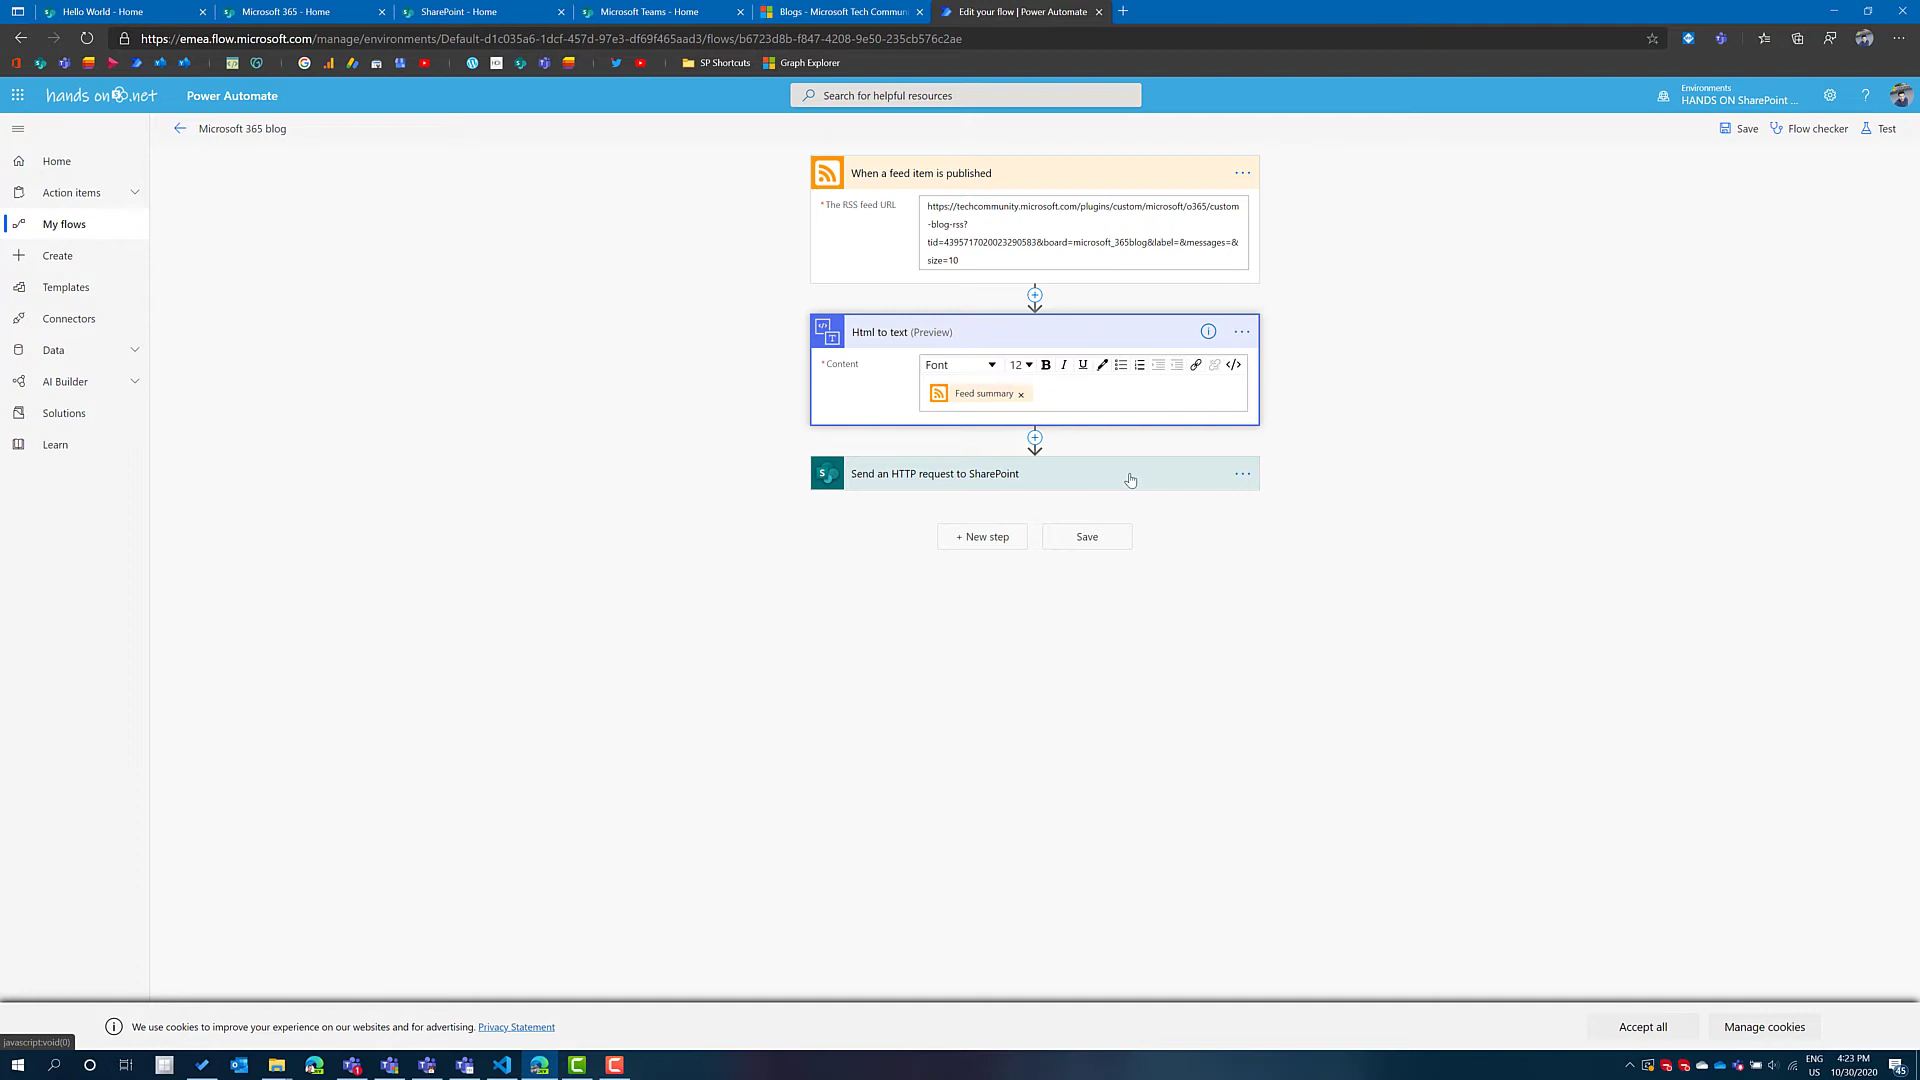 Hello World - Home
Microsoft 365 - Home
SharePoint - Home
Microsoft Teams - Home
Blogs - Microsoft Tech Commun
Edit your flow | Power Automate
https://emea.flow.microsoft.com/manage/environments/Default-d1c035a6-1dcf-457d-97e3-df69f465aad3/flows/b6723d8b-f847-4208-9e50-235cb576c2ae
SP Shortcuts
Graph Explorer
hands on sp.net
Power Automate
Search for helpful resources
Environments
HANDS ON SharePoint ...
Microsoft 365 blog
Save
Flow checker
Test
Home
Action items
My flows
Create
Templates
Connectors
Data
AI Builder
Solutions
Learn
When a feed item is published
* The RSS feed URL
https://techcommunity.microsoft.com/plugins/custom/microsoft/o365/custom
-blog-rss?
tid=4395717020023290583&board=microsoft_365blog&label=&messages=&
size=10
Html to text (Preview)
* Content
Font
12
B I U
Feed summary
Send an HTTP request to SharePoint
+ New step
Save
We use cookies to improve your experience on our websites and for advertising. Privacy Statement
Accept all
Manage cookies
javascript:void(0)
ENG
US
4:23 PM
10/30/2020
45